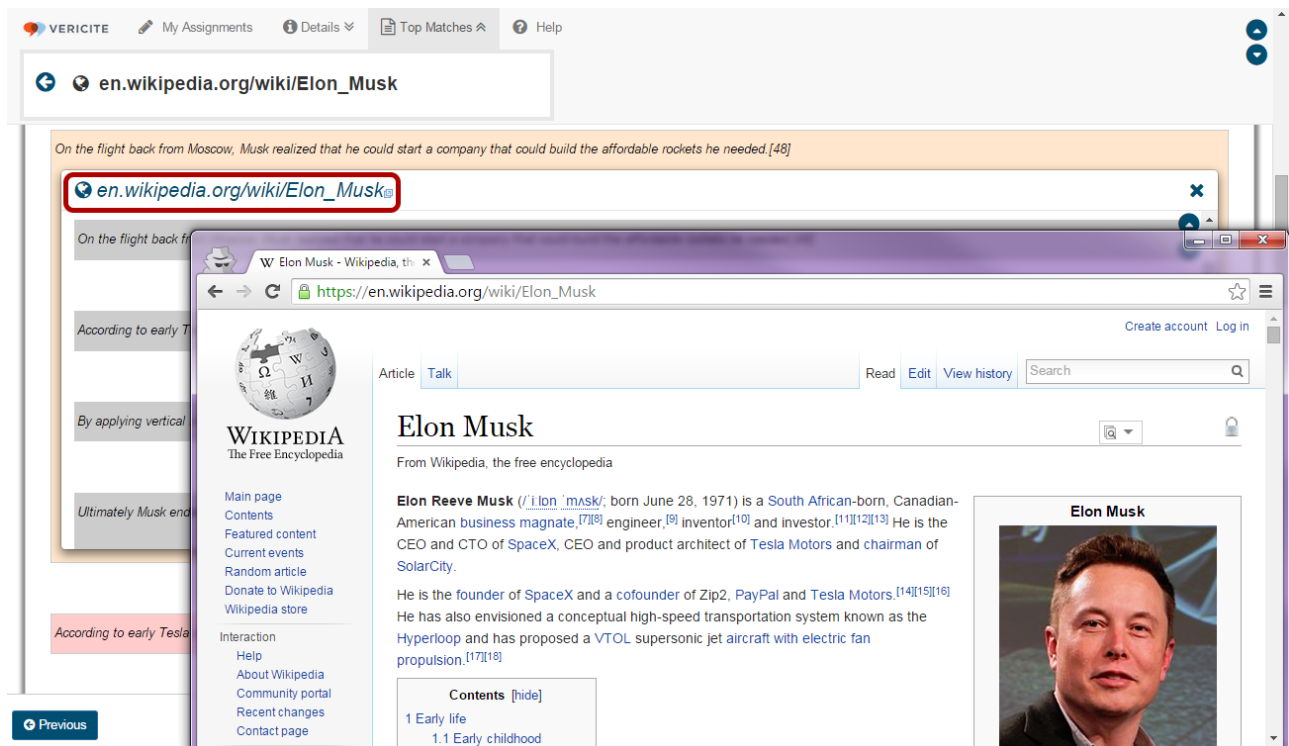 VERICITE My Assignments Details Top Matches Help
en.wikipedia.org/wiki/Elon_Musk
On the flight back from Moscow, Musk realized that he could start a company that could build the affordable rockets he needed.[48]
en.wikipedia.org/wiki/Elon_Musk
On the flight back
W Elon Musk - Wikipedia, th
https://en.wikipedia.org/wiki/Elon_Musk
Create account Log in
According to early
Article Talk Read Edit View history Search
By applying vertical
WIKIPEDIA
The Free Encyclopedia
Elon Musk
From Wikipedia, the free encyclopedia
Main page
Contents
Featured content
Current events
Random article
Donate to Wikipedia
Wikipedia store
Interaction
Help
About Wikipedia
Community portal
Recent changes
Contact page
Ultimately Musk end
Elon Reeve Musk (/ˈiːlɒn ˈmʌsk/; born June 28, 1971) is a South African-born, Canadian-
American business magnate,[7][8] engineer,[9] inventor[10] and investor.[11][12][13] He is the
CEO and CTO of SpaceX, CEO and product architect of Tesla Motors and chairman of
SolarCity.
He is the founder of SpaceX and a cofounder of Zip2, PayPal and Tesla Motors.[14][15][16]
He has also envisioned a conceptual high-speed transportation system known as the
Hyperloop and has proposed a VTOL supersonic jet aircraft with electric fan
propulsion.[17][18]
Elon Musk
Contents [hide]
1 Early life
1.1 Early childhood
According to early Tesla
Previous